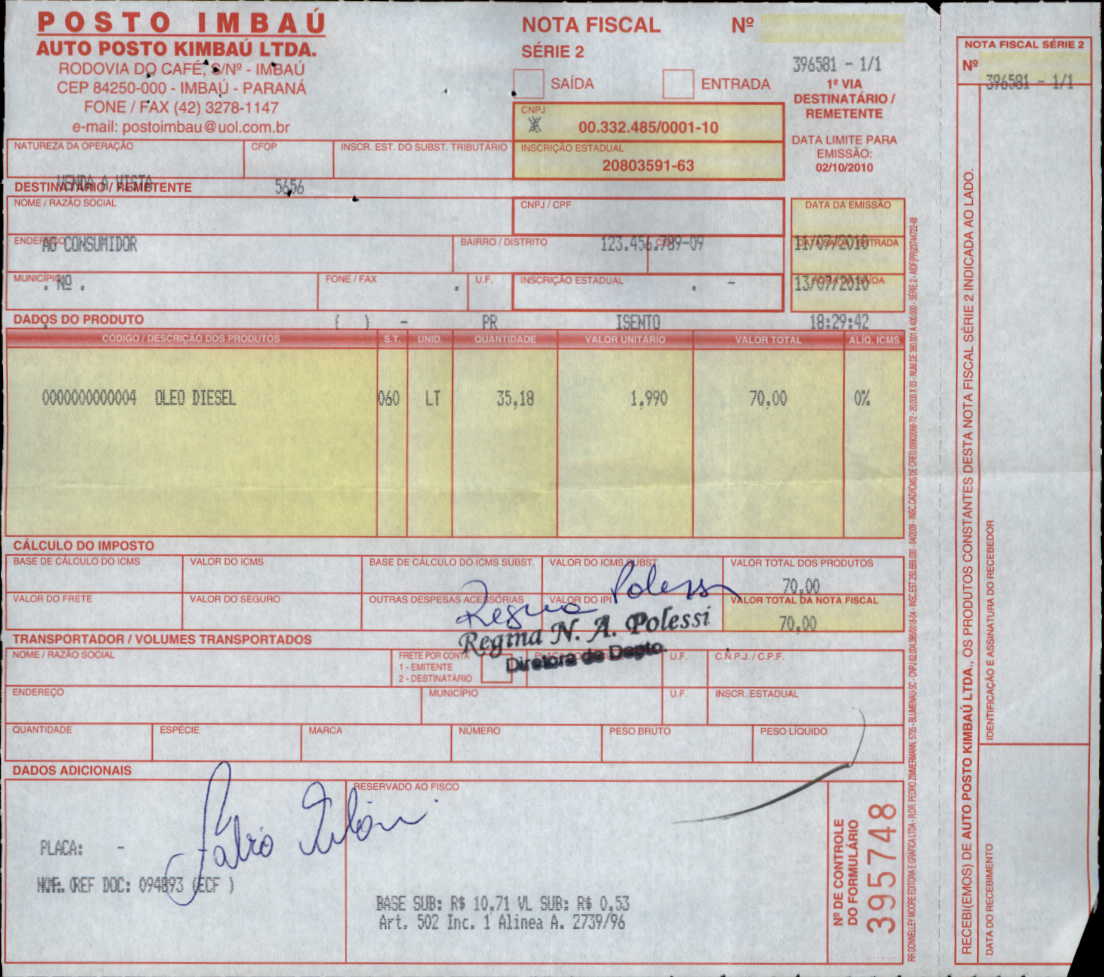 POSTO IMBAÚ
AUTO POSTO KIMBAÚ LTDA.
RODOVIA DO CAFÉ, S/Nº - IMBAÚ
CEP 84250-000 - IMBAÚ - PARANÁ
FONE / FAX (42) 3278-1147
e-mail: postoimbau@uol.com.br
NOTA FISCAL Nº
SÉRIE 2
396581 - 1/1
SAÍDA ENTRADA
1ª VIA
DESTINATÁRIO /
REMETENTE
CNPJ
00.332.485/0001-10
DATA LIMITE PARA
EMISSÃO:
02/10/2010
NATUREZA DA OPERAÇÃO CFOP INSCR. EST. DO SUBST. TRIBUTÁRIO INSCRIÇÃO ESTADUAL
20803591-63
VENDA A VISTA 5656
DESTINATÁRIO / REMETENTE
NOME / RAZÃO SOCIAL CNPJ / CPF DATA DA EMISSÃO
AO CONSUMIDOR 123.456.789-09 11/07/2010
ENDEREÇO BAIRRO / DISTRITO
, Nº . . - 13/07/2010
MUNICÍPIO FONE / FAX U.F. INSCRIÇÃO ESTADUAL
( ) - PR ISENTO 18:29:42
DADOS DO PRODUTO
CÓDIGO / DESCRIÇÃO DOS PRODUTOS S.T. UNID. QUANTIDADE VALOR UNITÁRIO VALOR TOTAL ALÍQ. ICMS
0000000000004 OLEO DIESEL 060 LT 35,18 1,990 70,00 0%
CÁLCULO DO IMPOSTO
BASE DE CÁLCULO DO ICMS VALOR DO ICMS BASE DE CÁLCULO DO ICMS SUBST. VALOR DO ICMS SUBST. VALOR TOTAL DOS PRODUTOS
70,00
VALOR DO FRETE VALOR DO SEGURO OUTRAS DESPESAS ACESSÓRIAS VALOR DO IPI VALOR TOTAL DA NOTA FISCAL
70,00
Regina Polessi
Regina N. A. Polessi
Diretora de Depto.
TRANSPORTADOR / VOLUMES TRANSPORTADOS
NOME / RAZÃO SOCIAL FRETE POR CONTA U.F. C.N.P.J. / C.P.F.
1 - EMITENTE
2 - DESTINATÁRIO
ENDEREÇO MUNICÍPIO U.F. INSCR. ESTADUAL
QUANTIDADE ESPÉCIE MARCA NÚMERO PESO BRUTO PESO LÍQUIDO
DADOS ADICIONAIS
RESERVADO AO FISCO
Fabio
PLACA: -
(REF DOC: 094893 (ECF )
BASE SUB: R$ 10,71 VL SUB: R$ 0,53
Art. 502 Inc. 1 Alinea A. 2739/96
Nº DE CONTROLE
DO FORMULÁRIO
395748
NOTA FISCAL SÉRIE 2
Nº
396581 - 1/1
RECEBI(EMOS) DE AUTO POSTO KIMBAÚ LTDA., OS PRODUTOS CONSTANTES DESTA NOTA FISCAL SÉRIE 2 INDICADA AO LADO.
IDENTIFICAÇÃO E ASSINATURA DO RECEBEDOR
DATA DO RECEBIMENTO